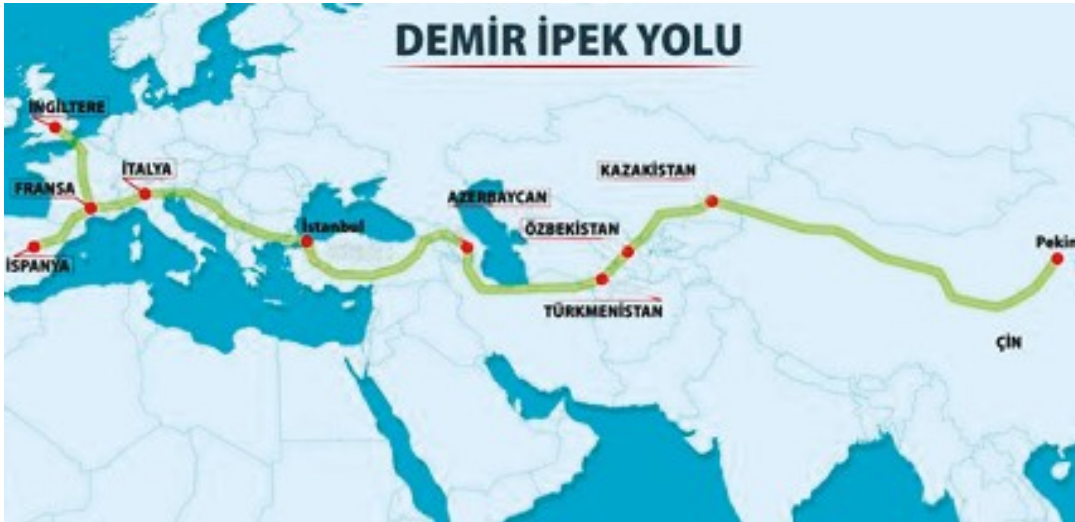 DEMİR İPEK YOLU
İNGİLTERE
İTALYA
FRANSA
İSPANYA
İstanbul
AZERBAYCAN
KAZAKİSTAN
ÖZBEKİSTAN
TÜRKMENİSTAN
Pekin
ÇİN